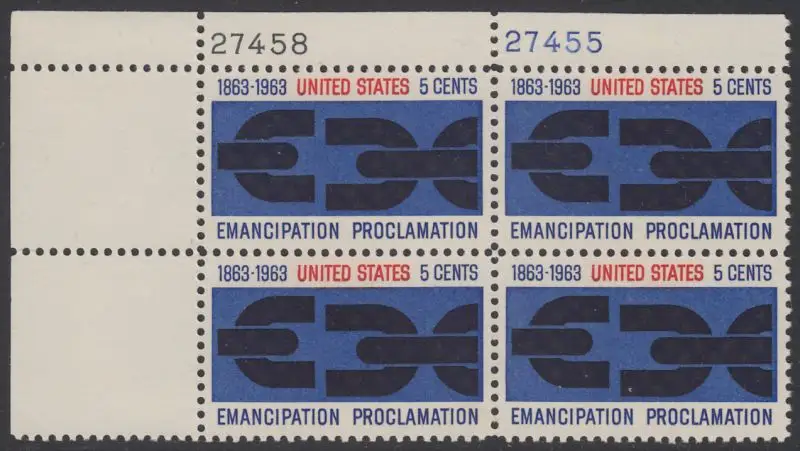 27458 27455
1863-1963 UNITED STATES 5 CENTS 1863-1963 UNITED STATES 5 CENTS
EMANCIPATION PROCLAMATION EMANCIPATION PROCLAMATION
1863-1963 UNITED STATES 5 CENTS 1863-1963 UNITED STATES 5 CENTS
EMANCIPATION PROCLAMATION EMANCIPATION PROCLAMATION